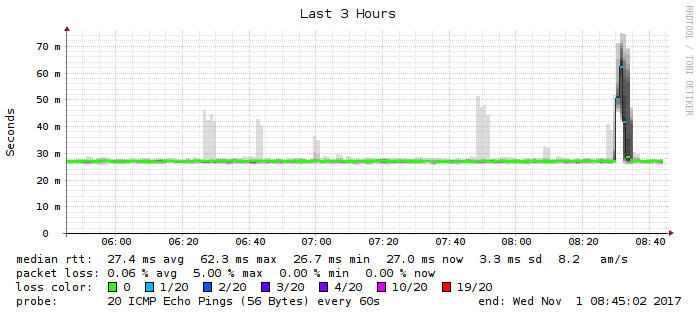 Last 3 Hours
RRDTOOL / TOBI OETIKER
Seconds
70 m
60 m
50 m
40 m
30 m
20 m
10 m
0
06:00 06:20 06:40 07:00 07:20 07:40 08:00 08:20 08:40
median rtt: 27.4 ms avg 62.3 ms max 26.7 ms min 27.0 ms now 3.3 ms sd 8.2 am/s
packet loss: 0.06 % avg 5.00 % max 0.00 % min 0.00 % now
loss color: 0 1/20 2/20 3/20 4/20 10/20 19/20
probe: 20 ICMP Echo Pings (56 Bytes) every 60s end: Wed Nov 1 08:45:02 2017